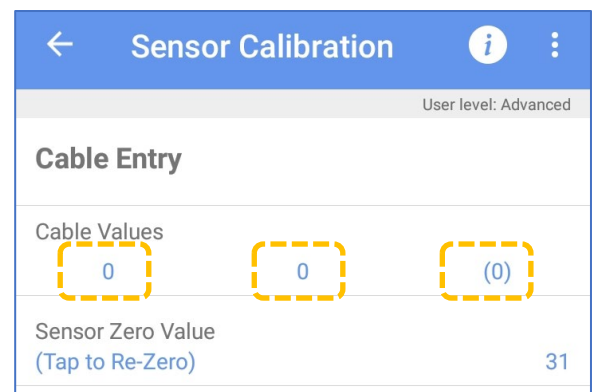 Sensor Calibration i
User level: Advanced
Cable Entry
Cable Values
0 0 (0)
Sensor Zero Value
(Tap to Re-Zero) 31